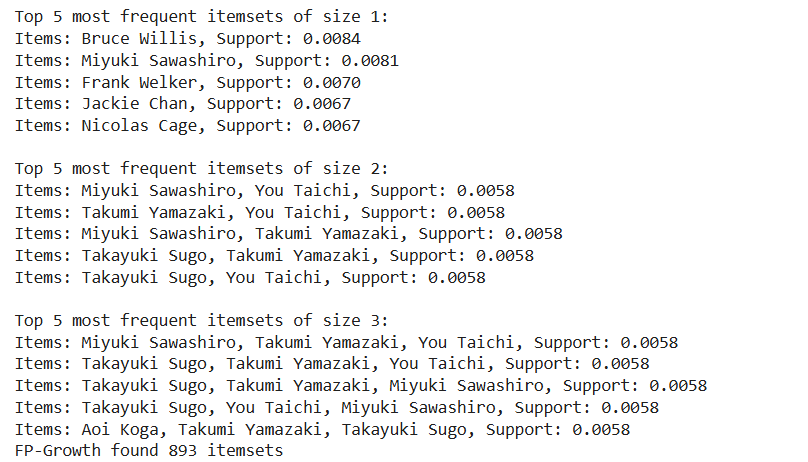 Top 5 most frequent itemsets of size 1:
Items: Bruce Willis, Support: 0.0084
Items: Miyuki Sawashiro, Support: 0.0081
Items: Frank Welker, Support: 0.0070
Items: Jackie Chan, Support: 0.0067
Items: Nicolas Cage, Support: 0.0067
Top 5 most frequent itemsets of size 2:
Items: Miyuki Sawashiro, You Taichi, Support: 0.0058
Items: Takumi Yamazaki, You Taichi, Support: 0.0058
Items: Miyuki Sawashiro, Takumi Yamazaki, Support: 0.0058
Items: Takayuki Sugo, Takumi Yamazaki, Support: 0.0058
Items: Takayuki Sugo, You Taichi, Support: 0.0058
Top 5 most frequent itemsets of size 3:
Items: Miyuki Sawashiro, Takumi Yamazaki, You Taichi, Support: 0.0058
Items: Takayuki Sugo, Takumi Yamazaki, You Taichi, Support: 0.0058
Items: Takayuki Sugo, Takumi Yamazaki, Miyuki Sawashiro, Support: 0.0058
Items: Takayuki Sugo, You Taichi, Miyuki Sawashiro, Support: 0.0058
Items: Aoi Koga, Takumi Yamazaki, Takayuki Sugo, Support: 0.0058
FP-Growth found 893 itemsets